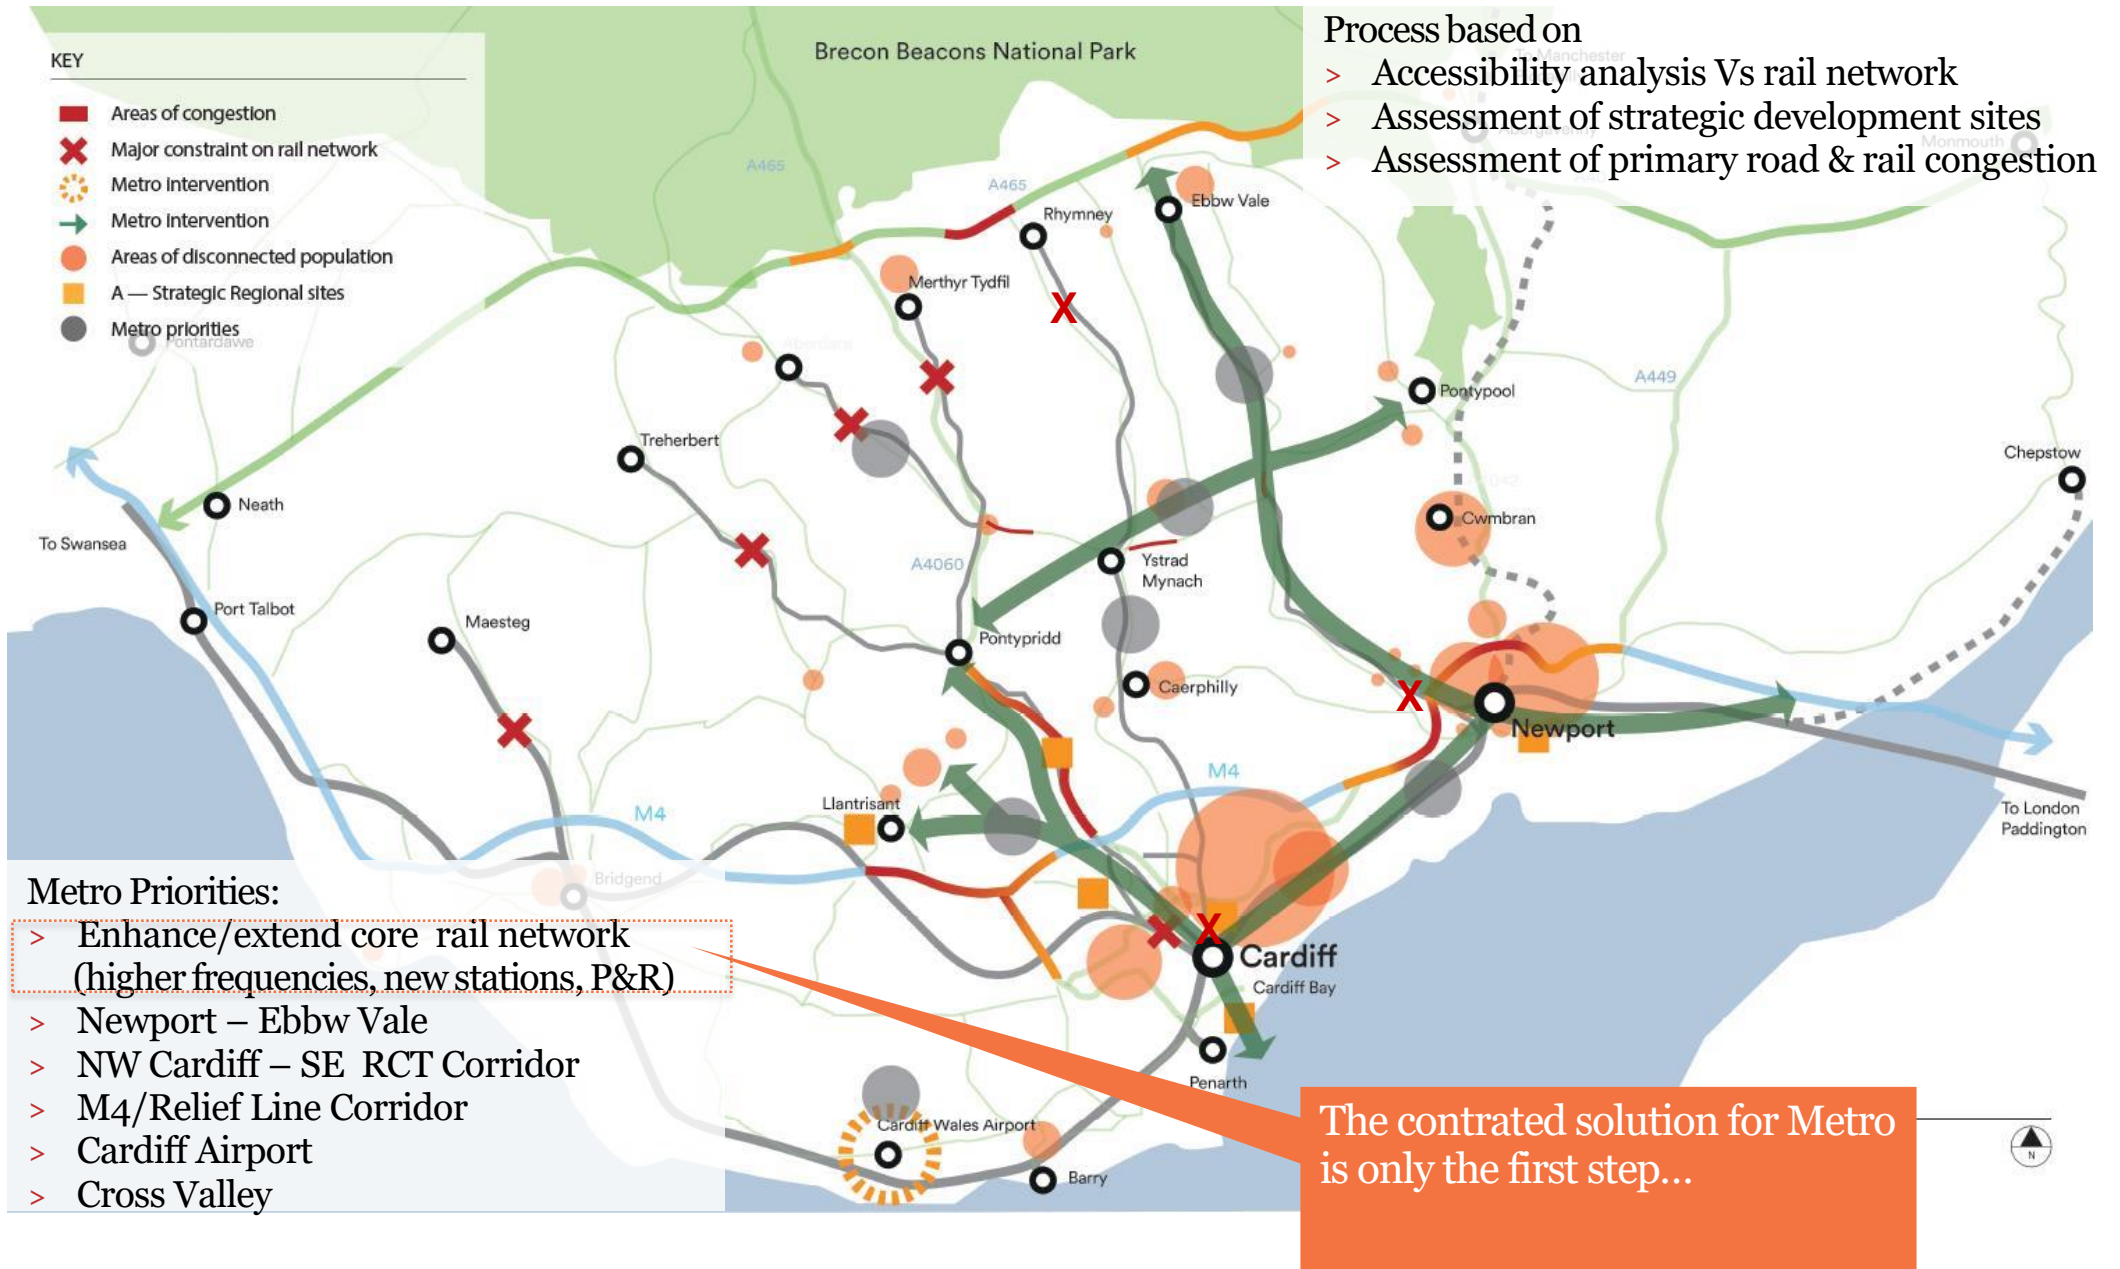 KEY
Areas of congestion
Major constraint on rail network
Metro intervention
Metro intervention
Areas of disconnected population
A — Strategic Regional sites
Metro priorities
Pontardawe
Brecon Beacons National Park
Process based on
To Manchester
> Accessibility analysis Vs rail network
> Assessment of strategic development sites
Abergavenny
Monmouth
> Assessment of primary road & rail congestion
A465
A465
Rhymney
Ebbw Vale
Merthyr Tydfil
X
Aberdare
A449
Pontypool
Treherbert
Chepstow
Neath
Cwmbran
To Swansea
A4060
Ystrad
Mynach
Port Talbot
Maesteg
Pontypridd
Caerphilly
X
Newport
M4
M4
Llantrisant
To London
Paddington
Bridgend
X
Cardiff
Cardiff Bay
Penarth
Cardiff Wales Airport
Barry
Metro Priorities:
> Enhance/extend core rail network
(higher frequencies, new stations, P&R)
> Newport – Ebbw Vale
> NW Cardiff – SE RCT Corridor
> M4/Relief Line Corridor
> Cardiff Airport
> Cross Valley
The contrated solution for Metro
is only the first step...
N